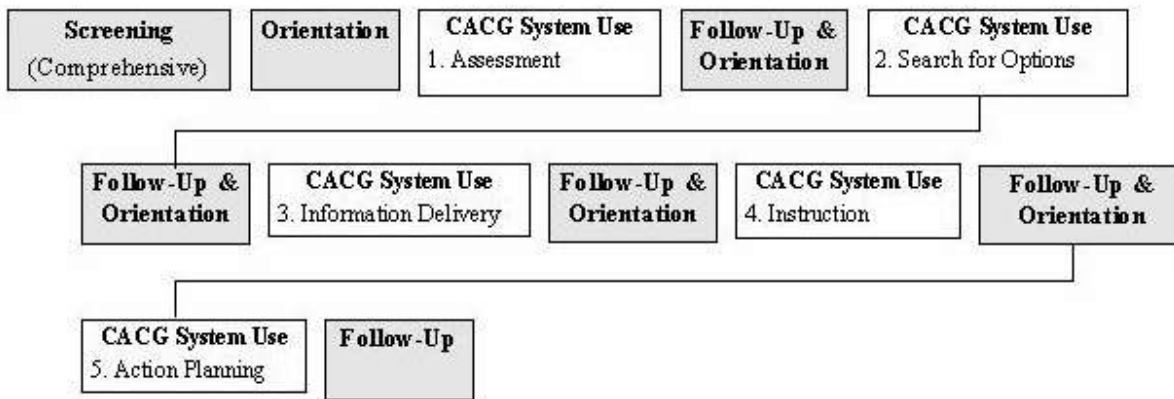 Screening
(Comprehensive)
Orientation
CACG System Use
1. Assessment
Follow-Up &
Orientation
CACG System Use
2. Search for Options
Follow-Up &
Orientation
CACG System Use
3. Information Delivery
Follow-Up &
Orientation
CACG System Use
4. Instruction
Follow-Up &
Orientation
CACG System Use
5. Action Planning
Follow-Up